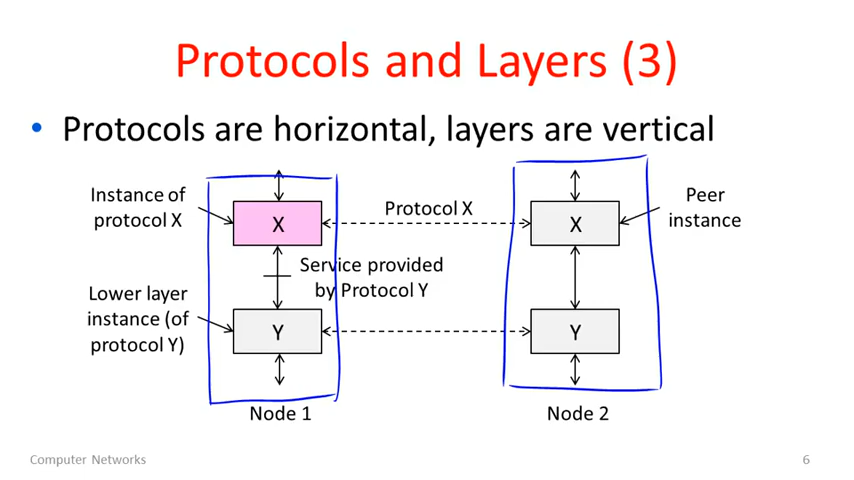 Protocols and Layers (3)
• Protocols are horizontal, layers are vertical
Instance of
protocol X
X
Protocol X
X
Peer
instance
Service provided
by Protocol Y
Lower layer
instance (of
protocol Y)
Y
Y
Node 1
Node 2
Computer Networks
6